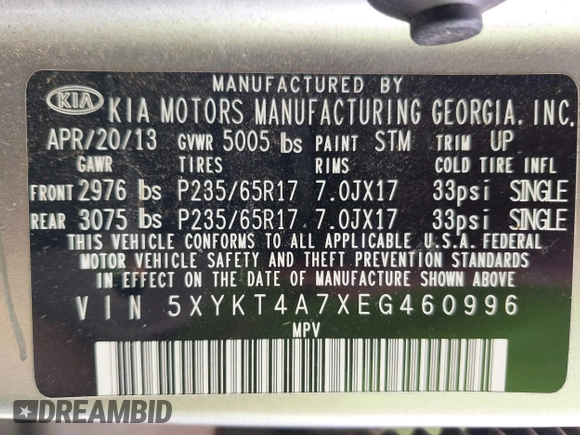 MANUFACTURED BY
KIA KIA MOTORS MANUFACTURING GEORGIA, INC.
APR/20/13 GVWR 5005 lbs PAINT STM TRIM UP
GAWR TIRES RIMS COLD TIRE INFL
FRONT 2976 lbs P235/65R17 7.0JX17 33psi SINGLE
REAR 3075 lbs P235/65R17 7.0JX17 33psi SINGLE
THIS VEHICLE CONFORMS TO ALL APPLICABLE U.S.A. FEDERAL
MOTOR VEHICLE SAFETY AND THEFT PREVENTION STANDARDS
IN EFFECT ON THE DATE OF MANUFACTURE SHOWN ABOVE.
VIN 5XYKT4A7XEG460996
MPV
DREAMBID